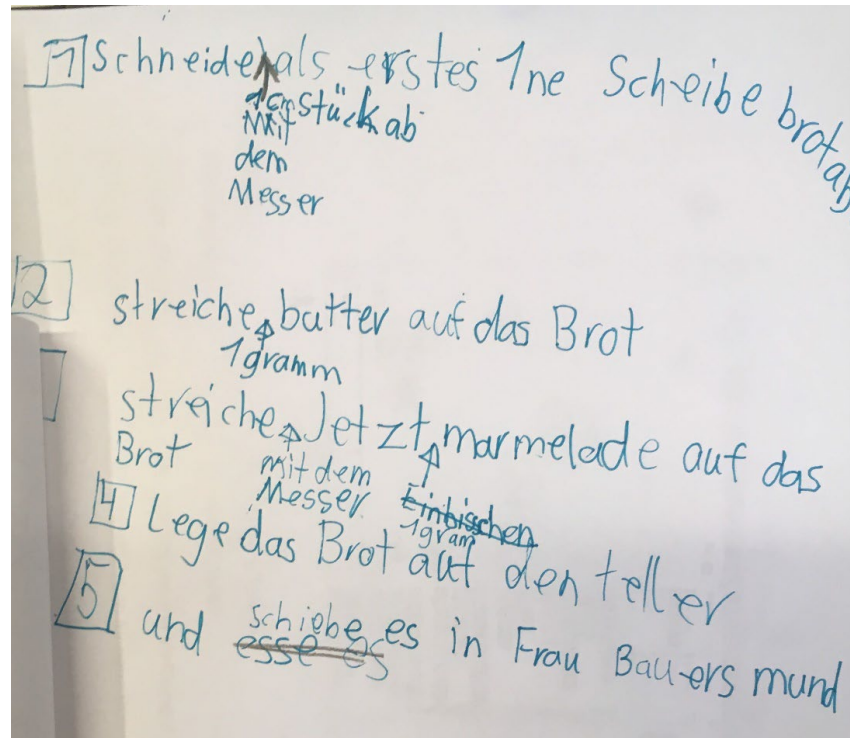 1 Schneide als erstes 1ne Scheibe brot ab
Stück ab
Mit
dem
Messer
2 streiche butter auf das Brot
1gramm
streiche Jetzt marmelade auf das
Brot
mit dem
Messer
Einbischen
1gram
4 Lege das Brot auf den teller
5 und schiebe es in Frau Bauers mund
esse es